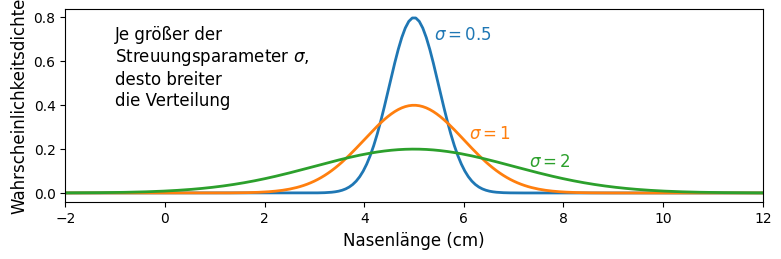 Wahrscheinlichkeitsdichte
0.8
0.6
0.4
0.2
0.0
Je größer der
Streuungsparameter σ,
desto breiter
die Verteilung
σ = 0.5
σ = 1
σ = 2
−2 0 2 4 6 8 10 12
Nasenlänge (cm)